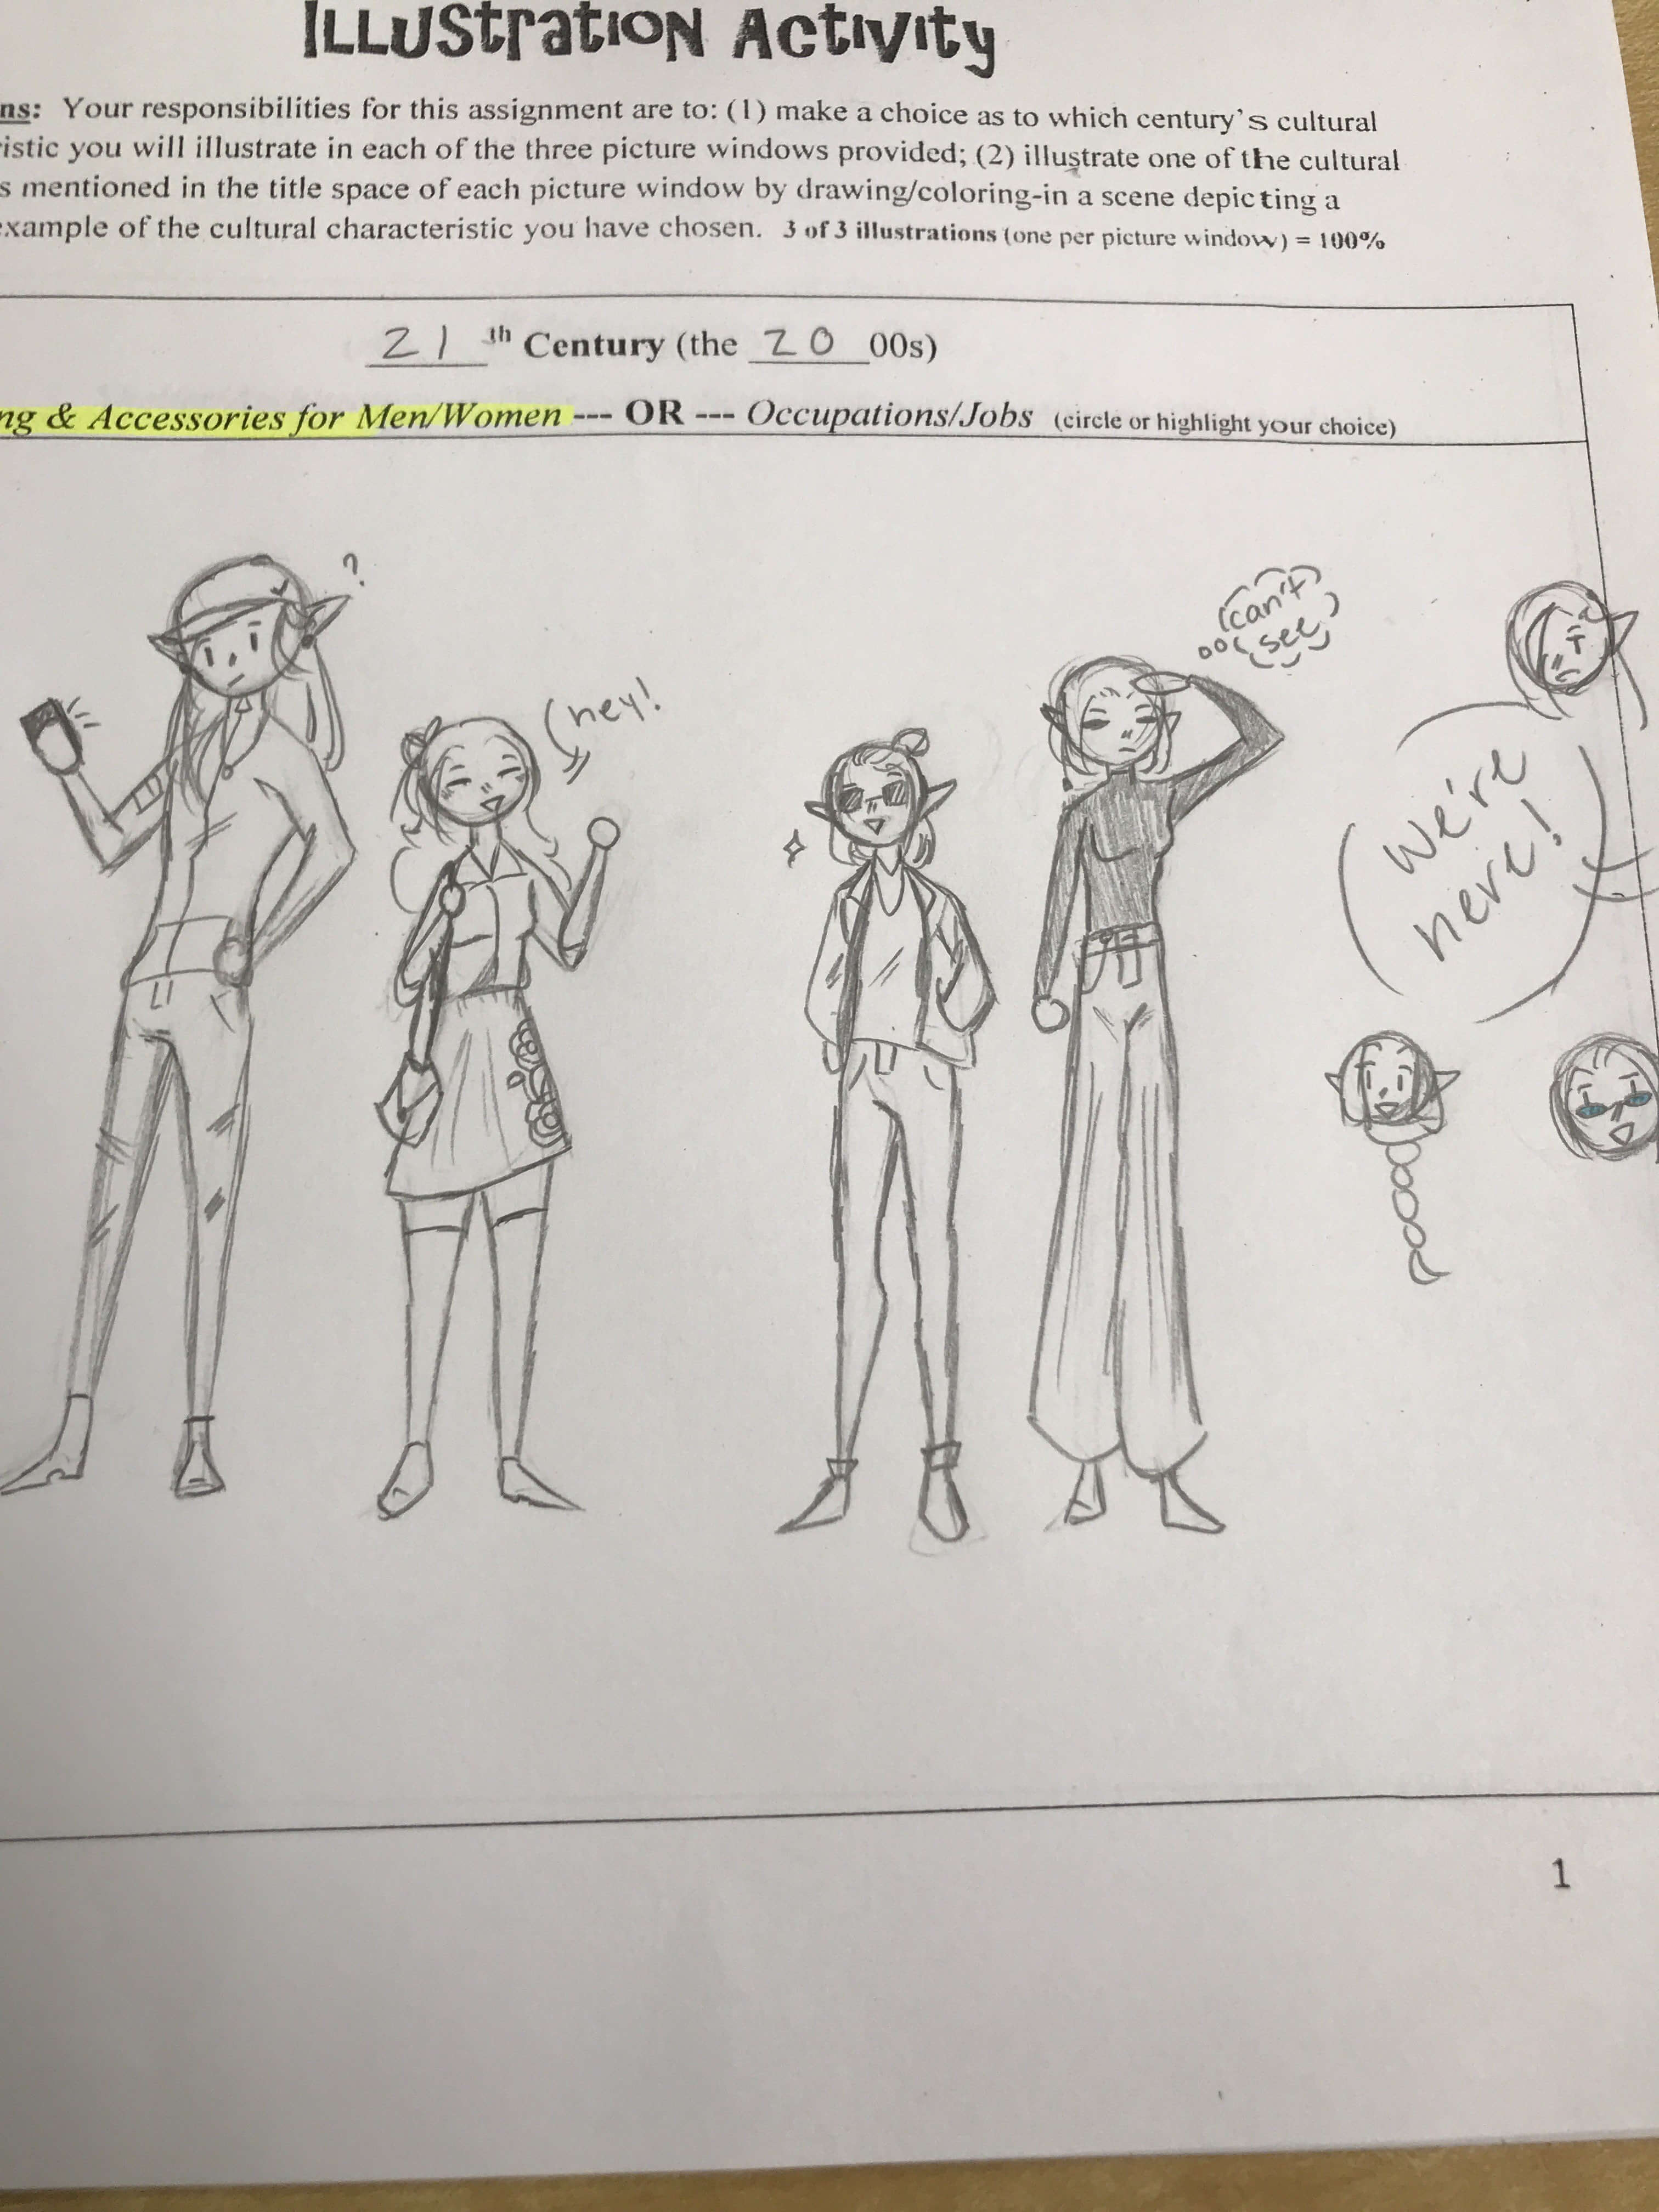 ILLUStratiON Activity
ns: Your responsibilities for this assignment are to: (1) make a choice as to which century's cultural
ristic you will illustrate in each of the three picture windows provided; (2) illustrate one of the cultural
s mentioned in the title space of each picture window by drawing/coloring-in a scene depicting a
example of the cultural characteristic you have chosen. 3 of 3 illustrations (one per picture window) = 100%
21 th Century (the 20 00s)
ng & Accessories for Men/Women --- OR --- Occupations/Jobs (circle or highlight your choice)
?
hey!
can't
see
We're
here!
1